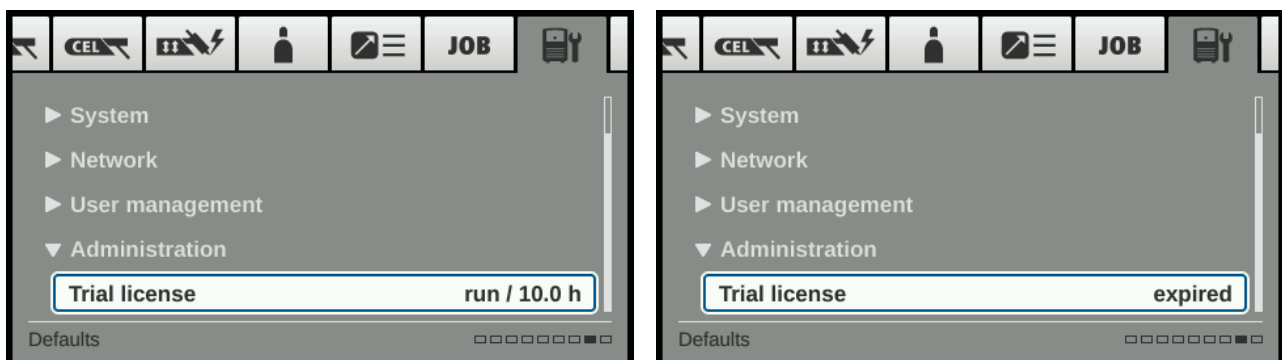 CEL JOB
System
Network
User management
Administration
Trial license run / 10.0 h
Defaults
CEL JOB
System
Network
User management
Administration
Trial license expired
Defaults